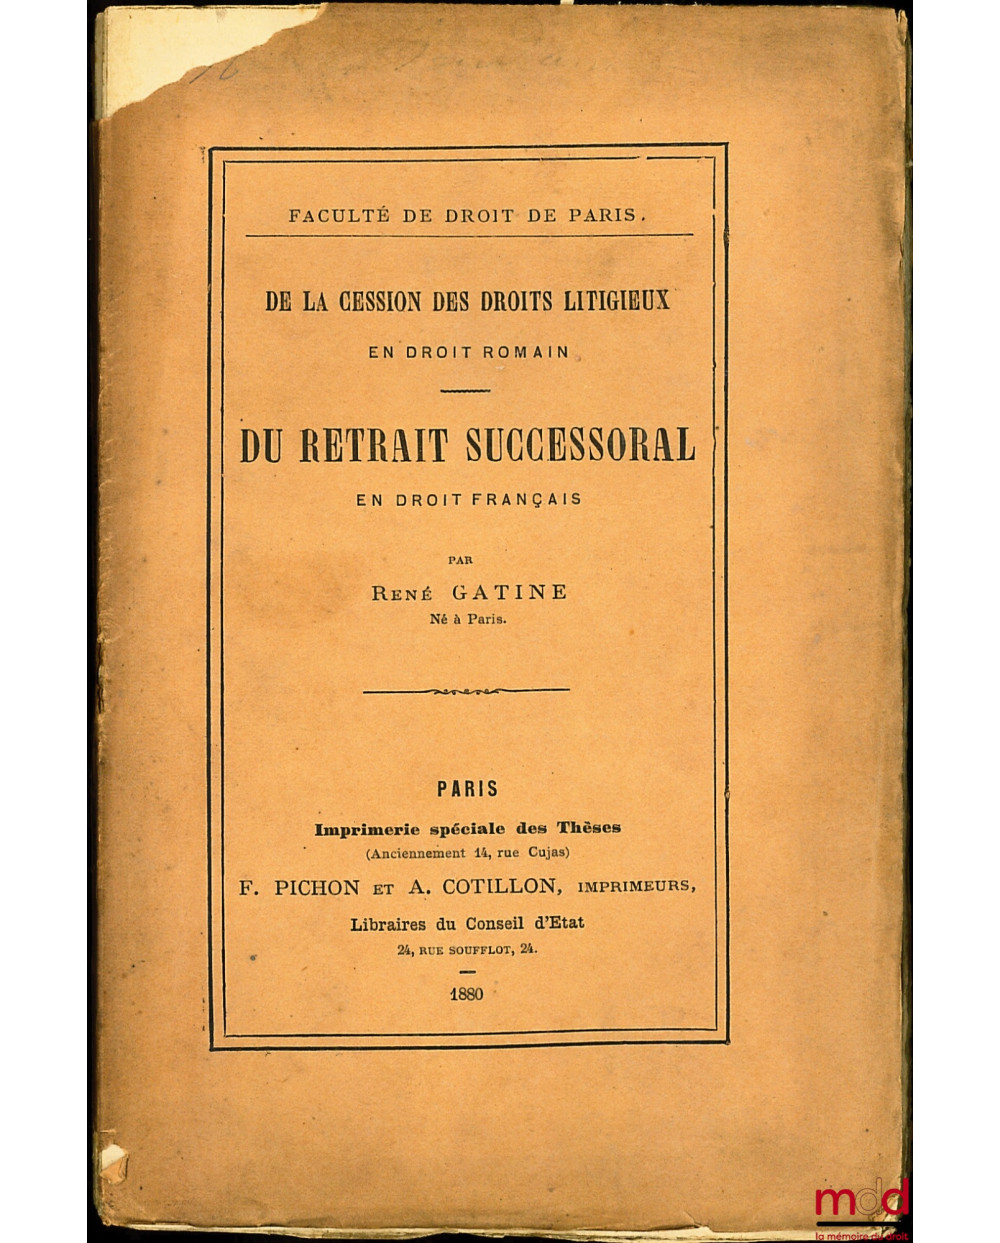 FACULTÉ DE DROIT DE PARIS.
DE LA CESSION DES DROITS LITIGIEUX
EN DROIT ROMAIN
DU RETRAIT SUCCESSORAL
EN DROIT FRANÇAIS
PAR
RENÉ GATINE
Né à Paris.
PARIS
Imprimerie spéciale des Thèses
(Anciennement 14, rue Cujas)
F. PICHON ET A. COTILLON, IMPRIMEURS,
Libraires du Conseil d'Etat
24, RUE SOUFFLOT, 24.
1880
mdd
la mémoire du droit